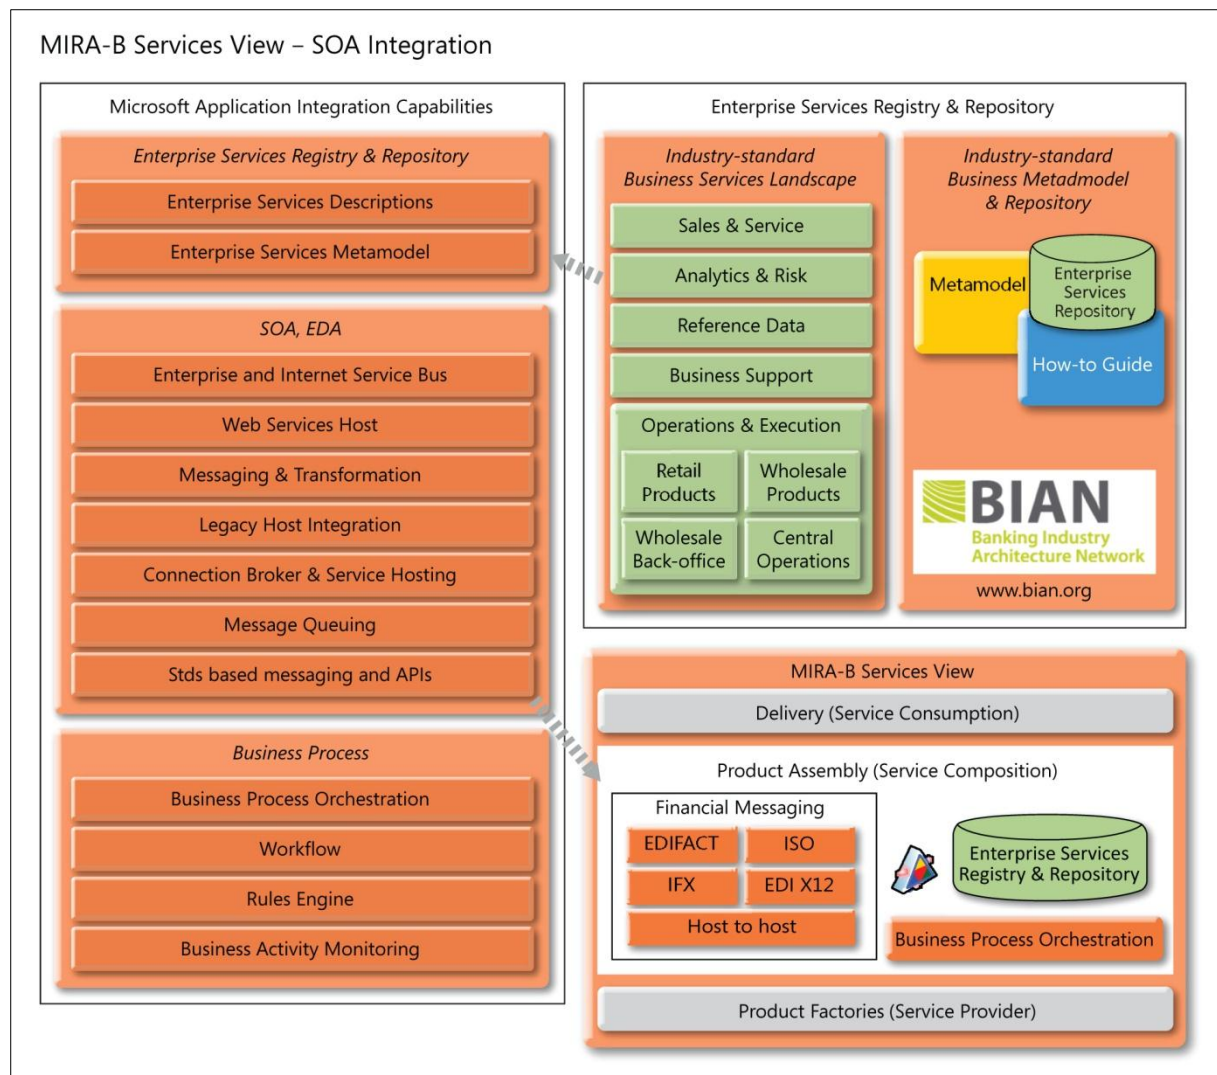 MIRA-B Services View – SOA Integration
Microsoft Application Integration Capabilities
Enterprise Services Registry & Repository
Enterprise Services Descriptions
Enterprise Services Metamodel
SOA, EDA
Enterprise and Internet Service Bus
Web Services Host
Messaging & Transformation
Legacy Host Integration
Connection Broker & Service Hosting
Message Queuing
Stds based messaging and APIs
Business Process
Business Process Orchestration
Workflow
Rules Engine
Business Activity Monitoring
Enterprise Services Registry & Repository
Industry-standard
Business Services Landscape
Sales & Service
Analytics & Risk
Reference Data
Business Support
Operations & Execution
Retail
Products
Wholesale
Products
Wholesale
Back-office
Central
Operations
Industry-standard
Business Metadmodel
& Repository
Metamodel
Enterprise
Services
Repository
How-to Guide
BIAN
Banking Industry
Architecture Network
www.bian.org
MIRA-B Services View
Delivery (Service Consumption)
Product Assembly (Service Composition)
Financial Messaging
EDIFACT
ISO
IFX
EDI X12
Host to host
Enterprise Services
Registry & Repository
Business Process Orchestration
Product Factories (Service Provider)